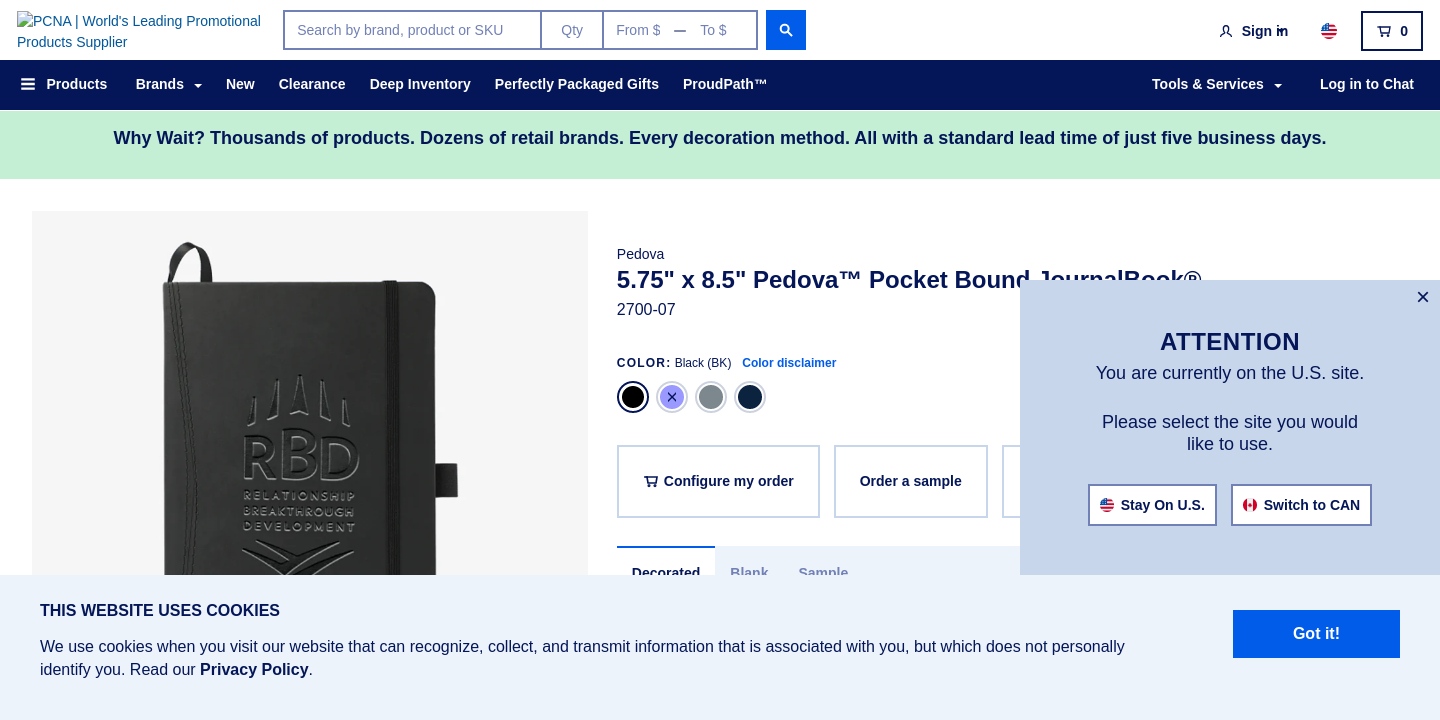 PCNA | World's Leading Promotional
Products Supplier
Search by brand, product or SKU
Qty
From $
To $
Sign in
0
Products
Brands
New
Clearance
Deep Inventory
Perfectly Packaged Gifts
ProudPath™
Tools & Services
Log in to Chat
Why Wait? Thousands of products. Dozens of retail brands. Every decoration method. All with a standard lead time of just five business days.
RBD
RELATIONSHIP
BREAKTHROUGH
DEVELOPMENT
Pedova
5.75" x 8.5" Pedova™ Pocket Bound JournalBook®
2700-07
COLOR: Black (BK) Color disclaimer
Configure my order
Order a sample
Decorated
Blank
Sample
×
ATTENTION
You are currently on the U.S. site.
Please select the site you would
like to use.
Stay On U.S.
Switch to CAN
THIS WEBSITE USES COOKIES
We use cookies when you visit our website that can recognize, collect, and transmit information that is associated with you, but which does not personally
identify you. Read our Privacy Policy.
Got it!